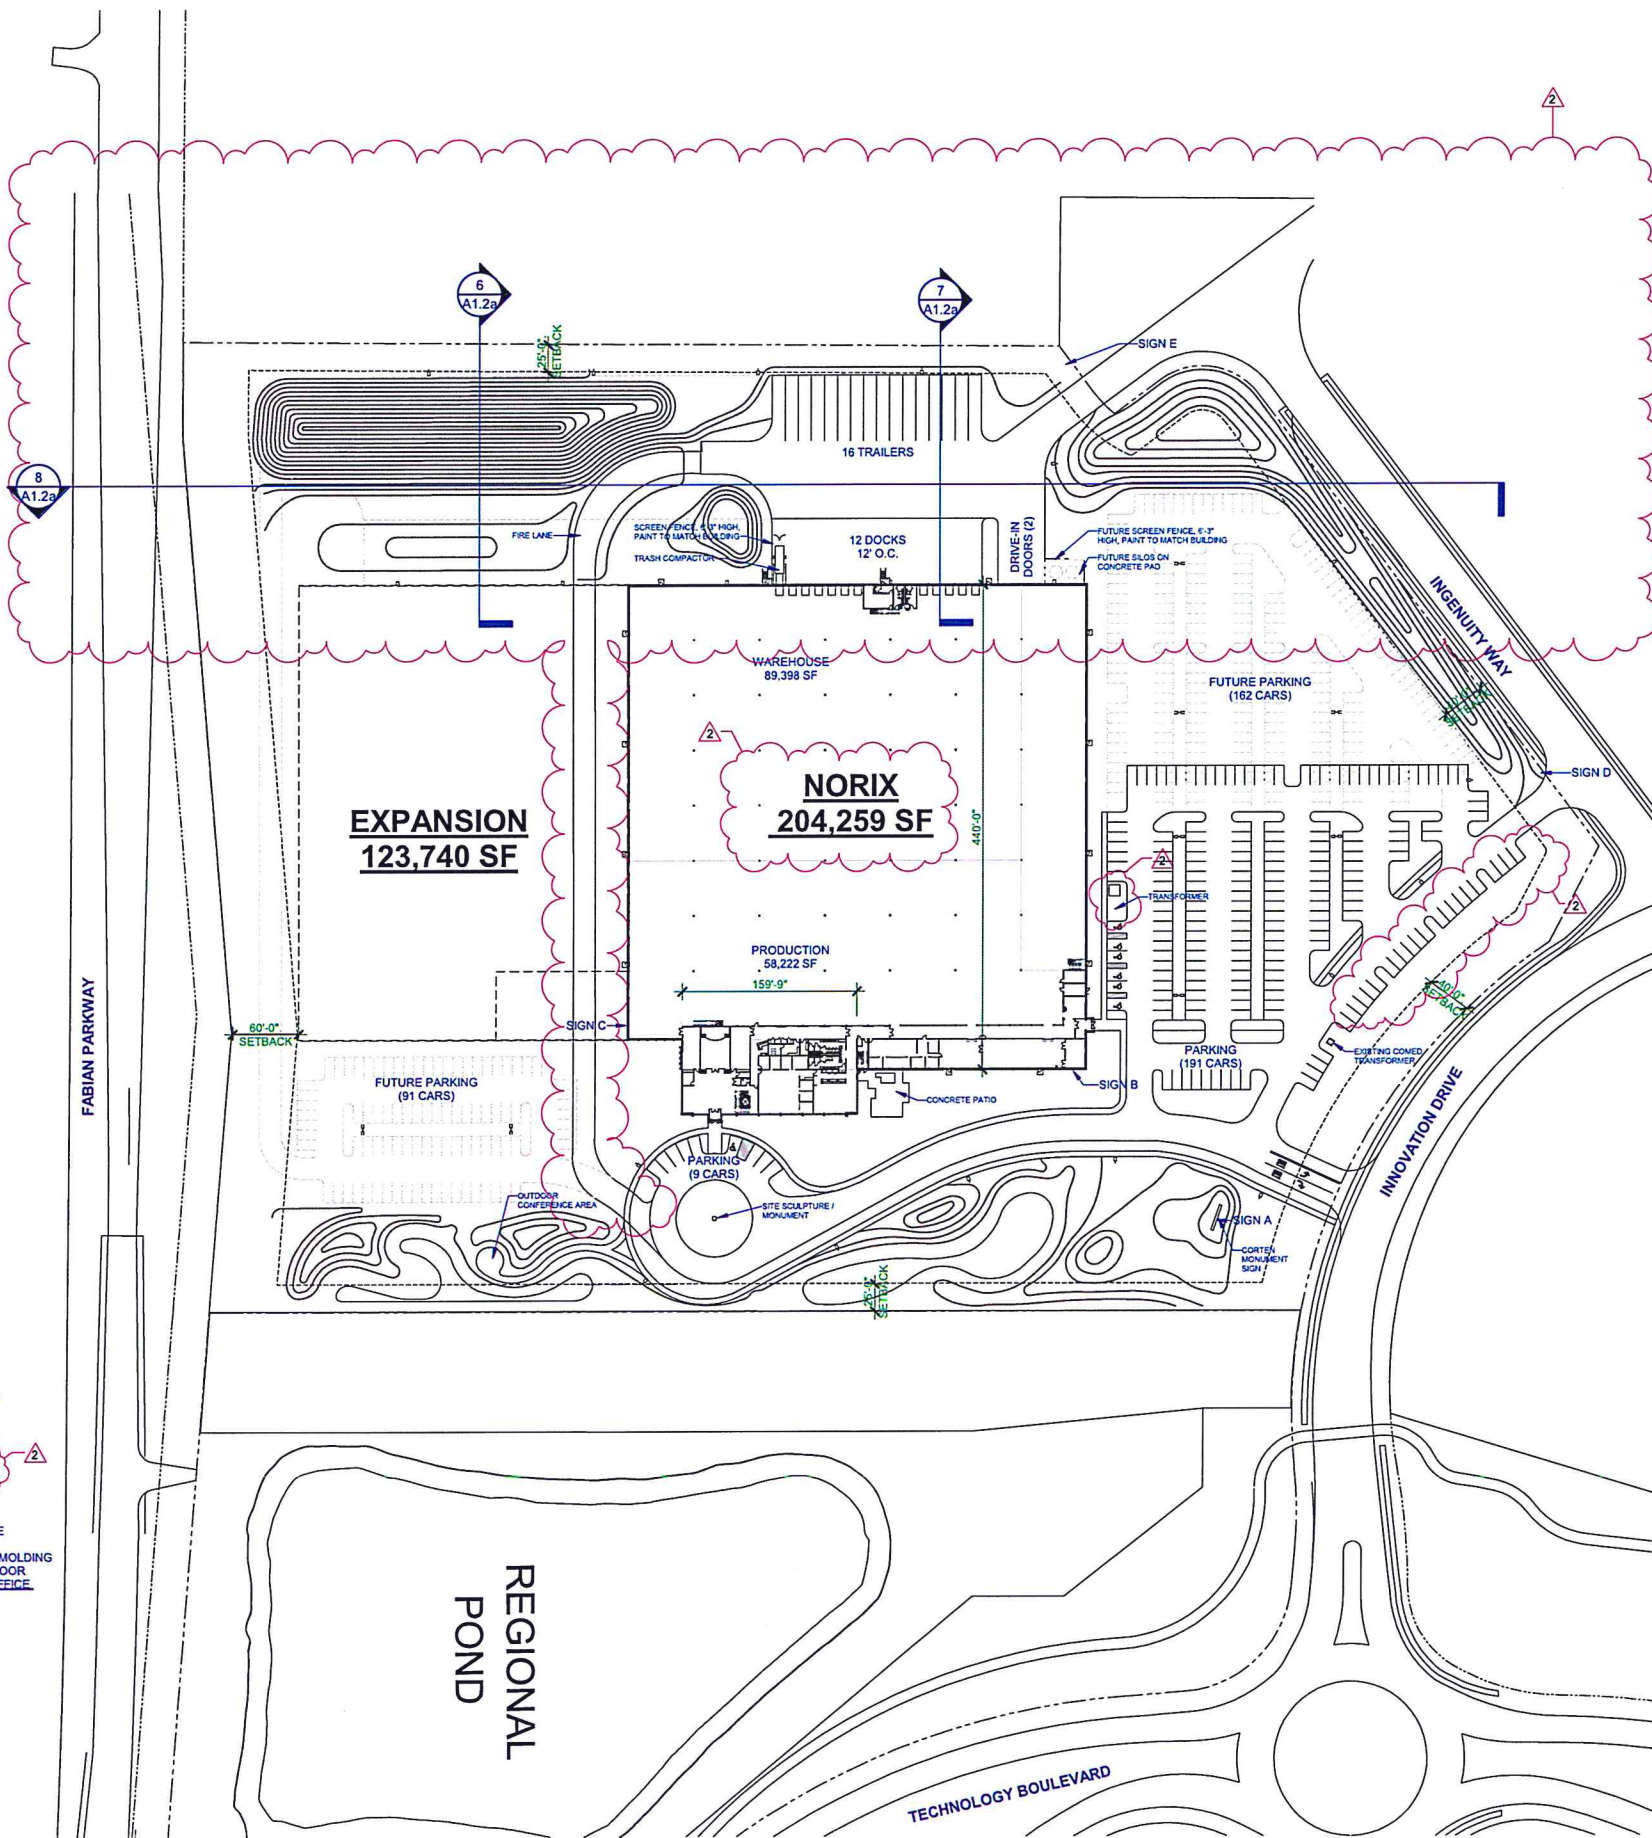 2
6
A1.2a
7
A1.2a
25'-0"
SETBACK
SIGN E
16 TRAILERS
8
A1.2a
FIRE LANE
SCREEN FENCE, 6'-3" HIGH,
PAINT TO MATCH BUILDING
TRASH COMPACTOR
12 DOCKS
12' O.C.
DRIVE-IN
DOORS (2)
FUTURE SCREEN FENCE, 6'-3"
HIGH, PAINT TO MATCH BUILDING
FUTURE SILOS ON
CONCRETE PAD
INGENUITY WAY
WAREHOUSE
89,398 SF
FUTURE PARKING
(162 CARS)
SETBACK
2
NORIX
204,259 SF
SIGN D
EXPANSION
123,740 SF
440'-0"
2
TRANSFORMER
2
PRODUCTION
58,222 SF
159'-9"
40'-0"
SETBACK
FABIAN PARKWAY
60'-0"
SETBACK
SIGN C
PARKING
(191 CARS)
EXISTING COMED
TRANSFORMER
FUTURE PARKING
(91 CARS)
SIGN B
CONCRETE PATIO
INNOVATION DRIVE
PARKING
(9 CARS)
OUTDOOR
CONFERENCE AREA
SITE SCULPTURE /
MONUMENT
SIGN A
CORTEN
MONUMENT
SIGN
25'-0"
SETBACK
2
E
MOLDING
OOR
FFICE
REGIONAL
POND
TECHNOLOGY BOULEVARD